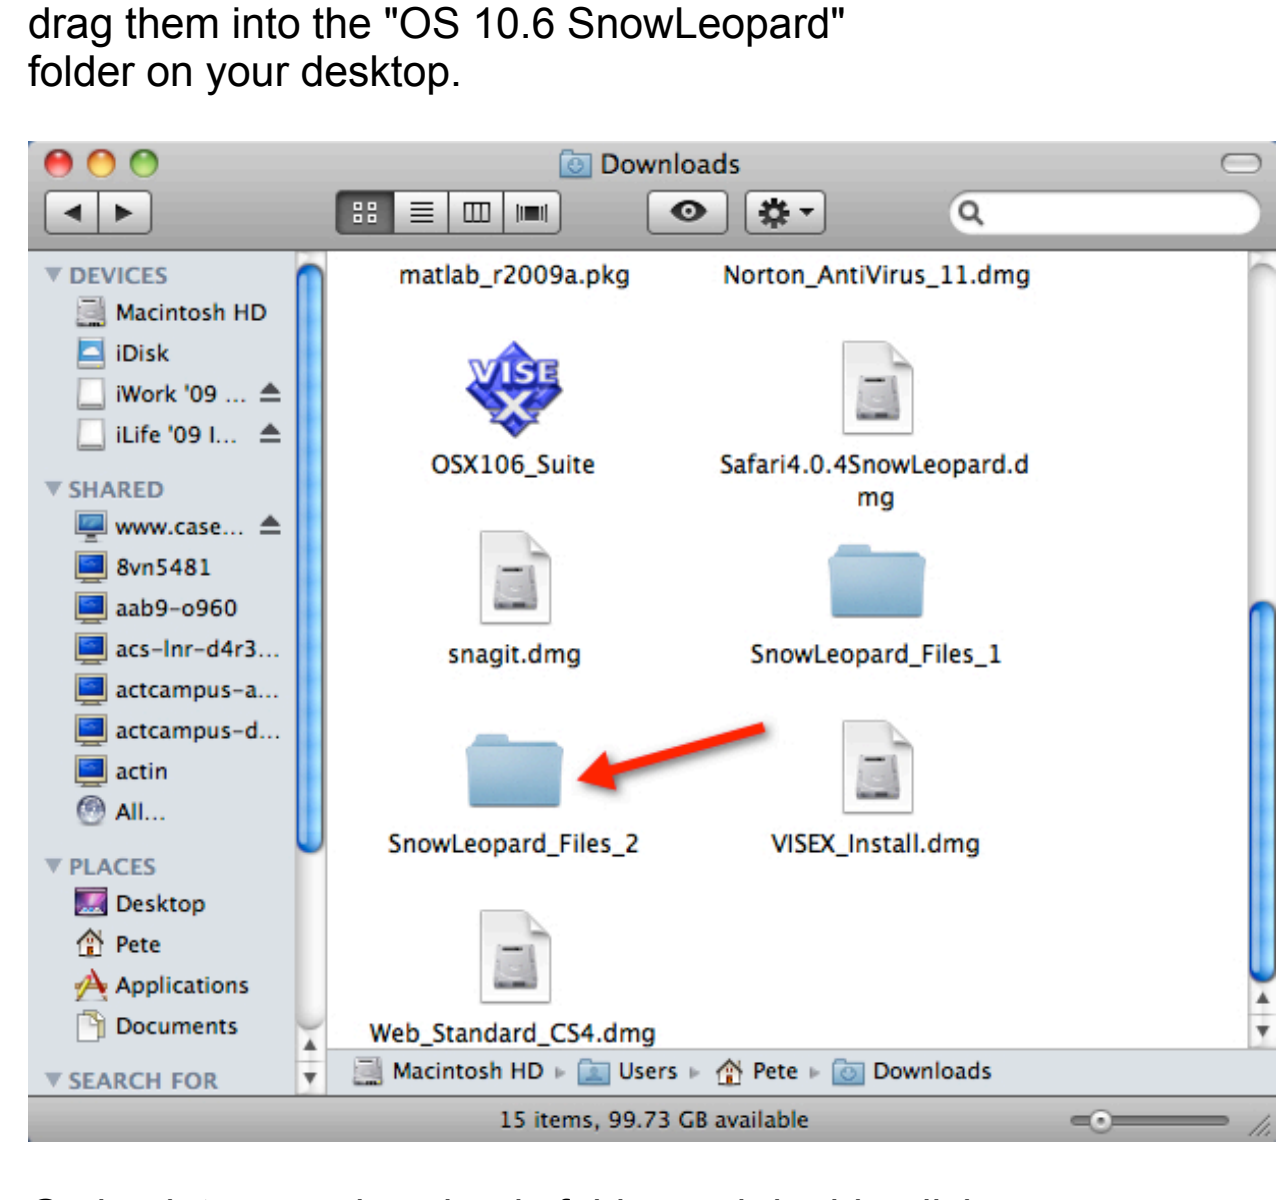 drag them into the "OS 10.6 SnowLeopard"
folder on your desktop.
Downloads
DEVICES
Macintosh HD
iDisk
iWork '09 ...
iLife '09 I...
SHARED
www.case...
8vn5481
aab9-o960
acs-lnr-d4r3...
actcampus-a...
actcampus-d...
actin
All...
PLACES
Desktop
Pete
Applications
Documents
SEARCH FOR
matlab_r2009a.pkg
Norton_AntiVirus_11.dmg
VISE
X
OSX106_Suite
Safari4.0.4SnowLeopard.d
mg
snagit.dmg
SnowLeopard_Files_1
SnowLeopard_Files_2
VISEX_Install.dmg
Web_Standard_CS4.dmg
Macintosh HD Users Pete Downloads
15 items, 99.73 GB available